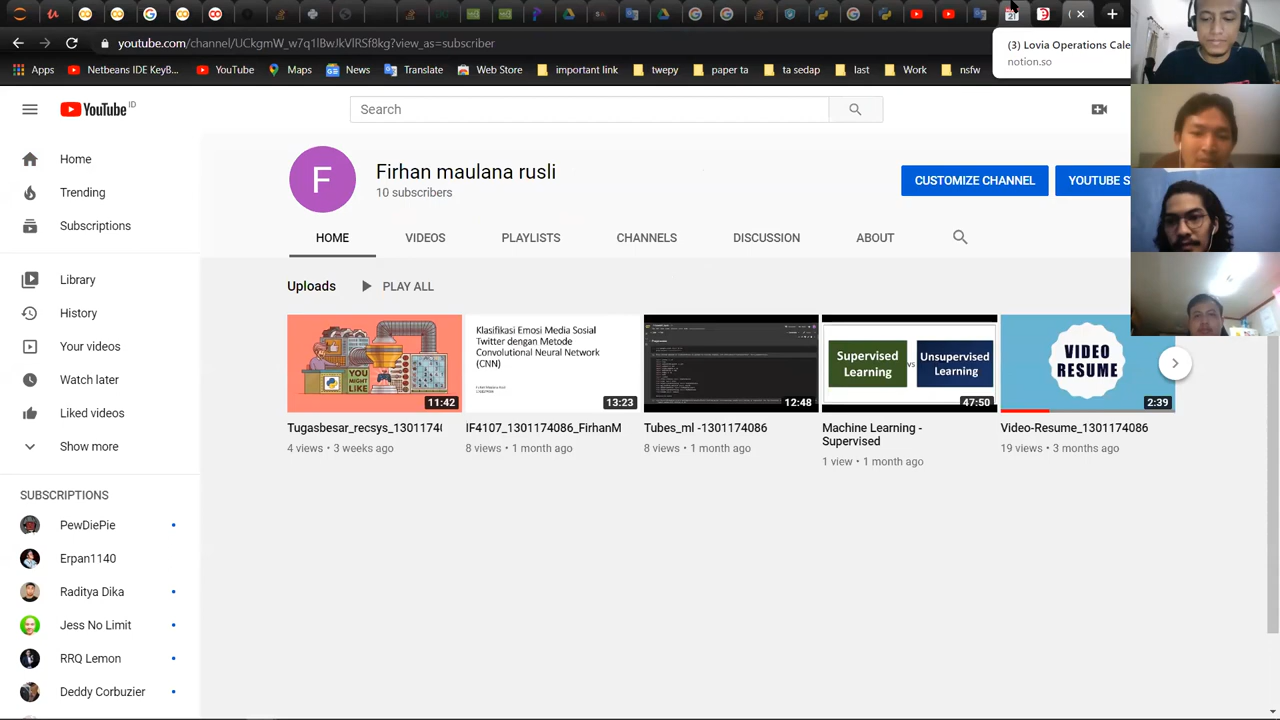 youtube.com/channel/UCkgmW_w7q1IBwJkVlRSf8kg?view_as=subscriber
(3) Lovia Operations Cale
notion.so
Apps
Netbeans IDE KeyB...
YouTube
Maps
News
Translate
Web Store
important
twepy
paper ta
ta sedap
last
Work
nsfw
YouTube ID
Search
Home
Trending
Subscriptions
Library
History
Your videos
Watch later
Liked videos
Show more
SUBSCRIPTIONS
PewDiePie
Erpan1140
Raditya Dika
Jess No Limit
RRQ Lemon
Deddy Corbuzier
F
Firhan maulana rusli
10 subscribers
CUSTOMIZE CHANNEL
YOUTUBE S
HOME
VIDEOS
PLAYLISTS
CHANNELS
DISCUSSION
ABOUT
Uploads
PLAY ALL
YOU
MIGHT
LIKE
11:42
Tugasbesar_recsys_1301174(
4 views • 3 weeks ago
Klasifikasi Emosi Media Sosial
Twitter dengan Metode
Convolutional Neural Network
(CNN)
13:23
IF4107_1301174086_FirhanM
8 views • 1 month ago
12:48
Tubes_ml -1301174086
8 views • 1 month ago
Supervised
Learning
vs
Unsupervised
Learning
47:50
Machine Learning -
Supervised
1 view • 1 month ago
VIDEO
RESUME
2:39
Video-Resume_1301174086
19 views • 3 months ago